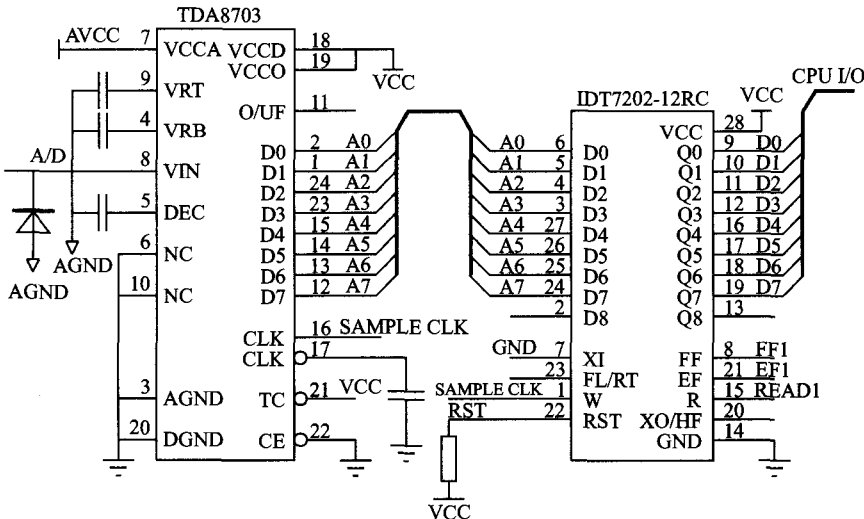 TDA8703
AVCC 7 VCCA VCCD 18
VCCO 19 VCC
9 VRT
O/UF 11
4 VRB
A/D 8 VIN
5 DEC
6 NC
10 NC
3 AGND
20 DGND
AGND
AGND
D0 2 A0
D1 1 A1
D2 24 A2
D3 23 A3
D4 15 A4
D5 14 A5
D6 13 A6
D7 12 A7
CLK 16 SAMPLE CLK
CLK 17
TC 21 VCC
CE 22
CPU I/O
IDT7202-12RC
VCC 28 VCC
A0 6 D0 Q0 9 D0
A1 5 D1 Q1 10 D1
A2 4 D2 Q2 11 D2
A3 3 D3 Q3 12 D3
A4 27 D4 Q4 16 D4
A5 26 D5 Q5 17 D5
A6 25 D6 Q6 18 D6
A7 24 D7 Q7 19 D7
2 D8 Q8 13
GND 7 XI FF 8 FF1
23 FL/RT EF 21 EF1
SAMPLE CLK 1 W R 15 READ1
RST 22 RST XO/HF 20
GND 14
VCC